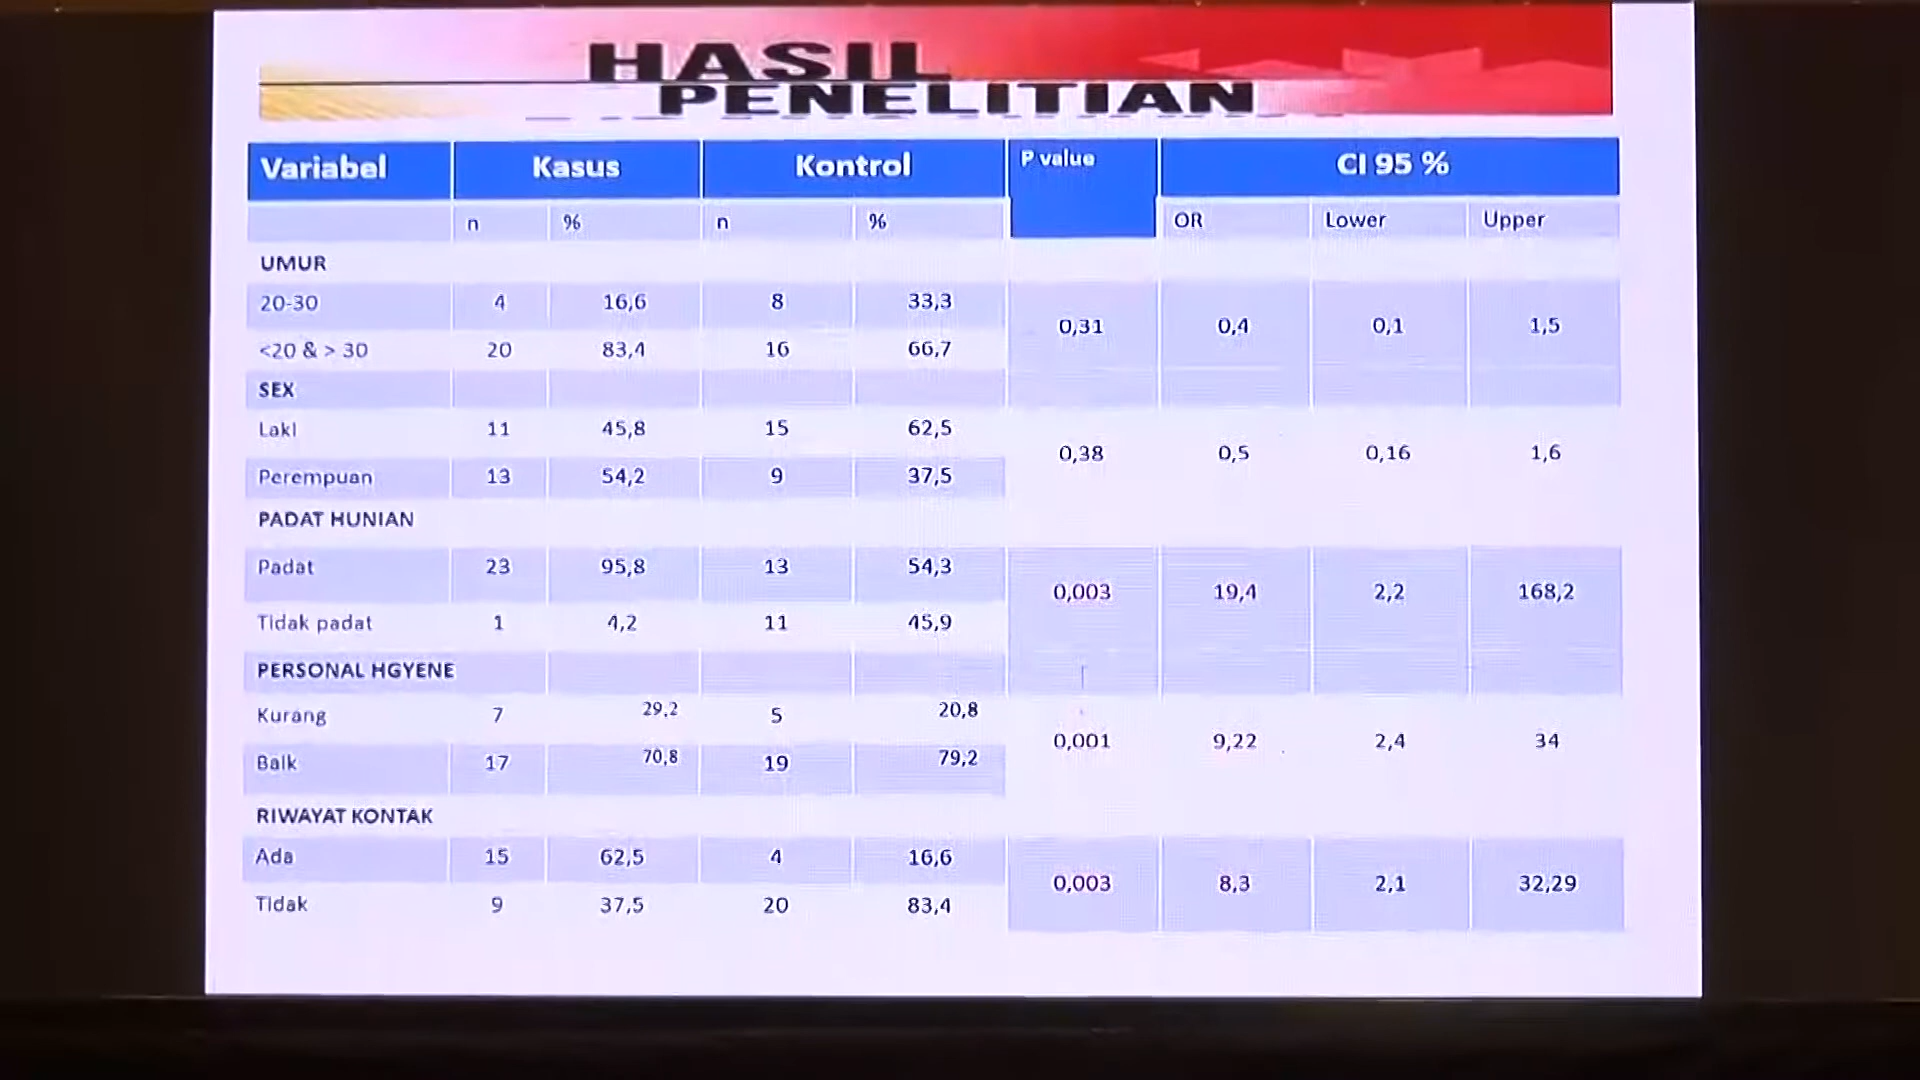 HASIL
PENELITIAN
Variabel Kasus Kontrol P value CI 95 %
n % n % OR Lower Upper
UMUR
20-30 4 16,6 8 33,3 0,31 0,4 0,1 1,5
<20 & > 30 20 83,4 16 66,7
SEX
Laki 11 45,8 15 62,5 0,38 0,5 0,16 1,6
Perempuan 13 54,2 9 37,5
PADAT HUNIAN
Padat 23 95,8 13 54,3 0,003 19,4 2,2 168,2
Tidak padat 1 4,2 11 45,9
PERSONAL HGYENE
Kurang 7 29,2 5 20,8 0,001 9,22 2,4 34
Baik 17 70,8 19 79,2
RIWAYAT KONTAK
Ada 15 62,5 4 16,6 0,003 8,3 2,1 32,29
Tidak 9 37,5 20 83,4